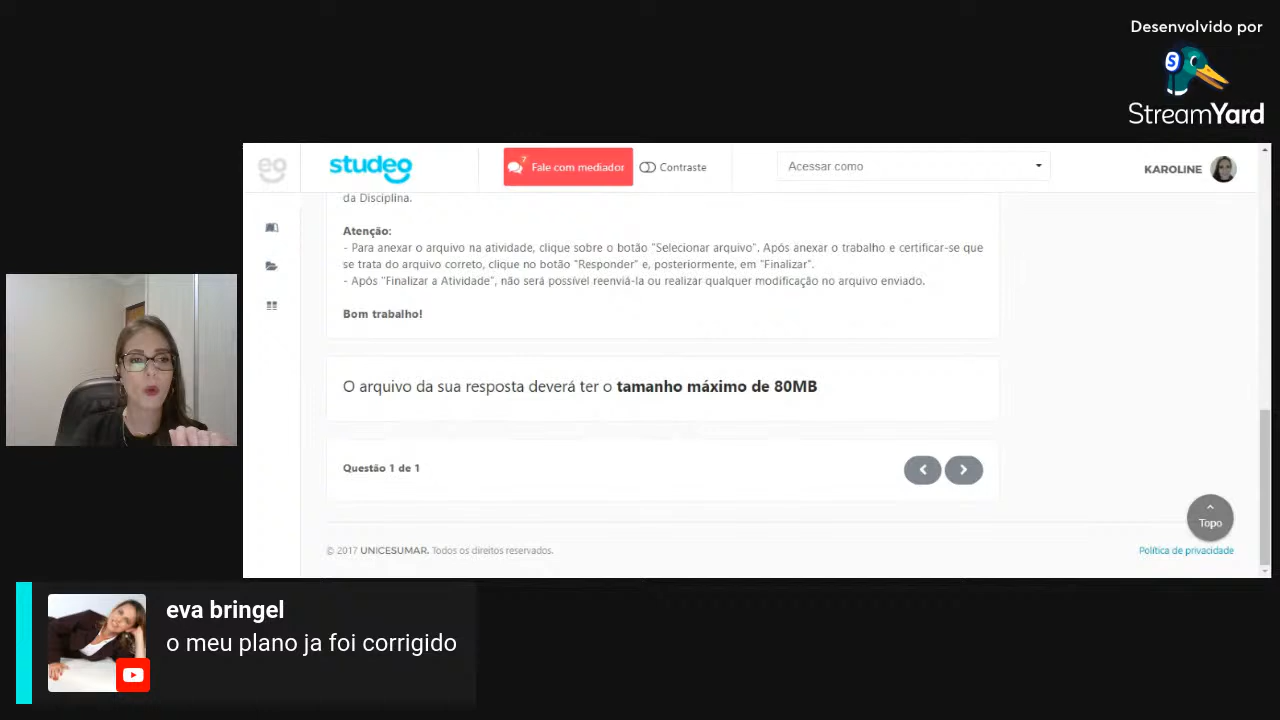 Desenvolvido por
S
StreamYard
eo
studeo
7
Fale com mediador
Contraste
Acessar como
KAROLINE
da Disciplina.
Atenção:
- Para anexar o arquivo na atividade, clique sobre o botão "Selecionar arquivo". Após anexar o trabalho e certificar-se que
se trata do arquivo correto, clique no botão "Responder" e, posteriormente, em "Finalizar".
- Após "Finalizar a Atividade", não será possível reenviá-la ou realizar qualquer modificação no arquivo enviado.
Bom trabalho!
O arquivo da sua resposta deverá ter o tamanho máximo de 80MB
Questão 1 de 1
Topo
© 2017 UNICESUMAR. Todos os direitos reservados.
Política de privacidade
eva bringel
o meu plano ja foi corrigido